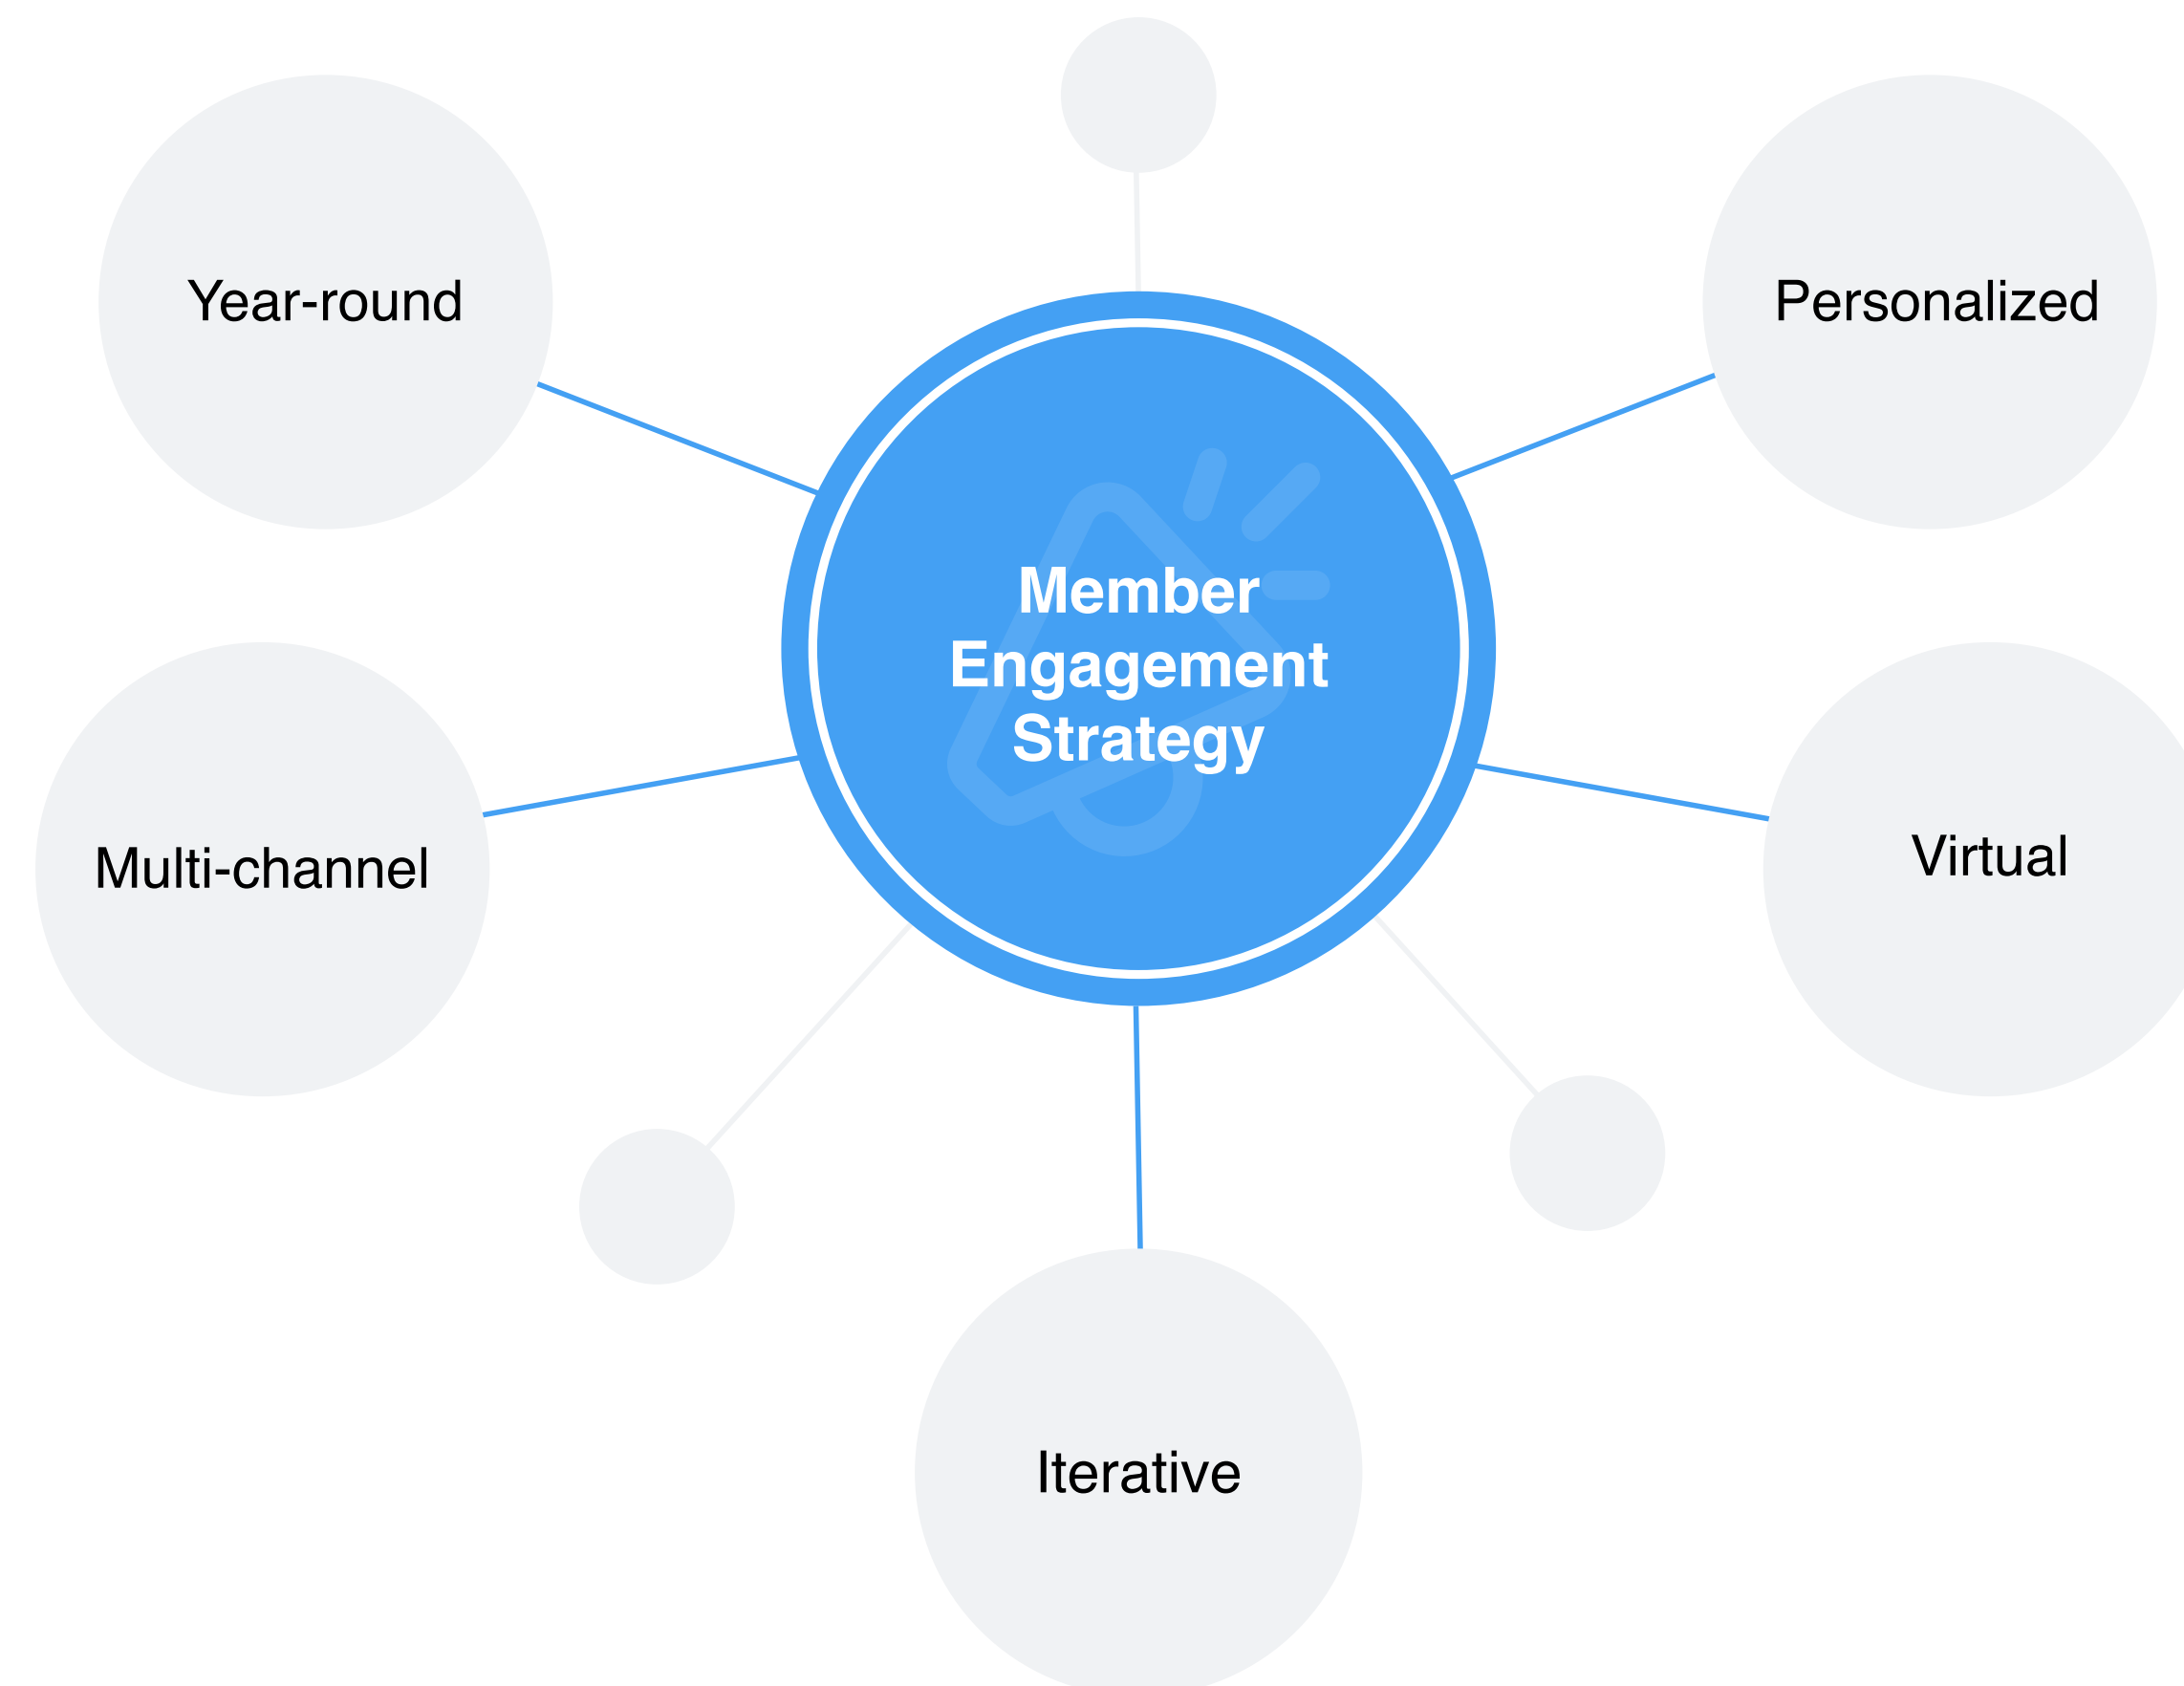 Year-round
Personalized
Member
Engagement
Strategy
Multi-channel
Virtual
Iterative